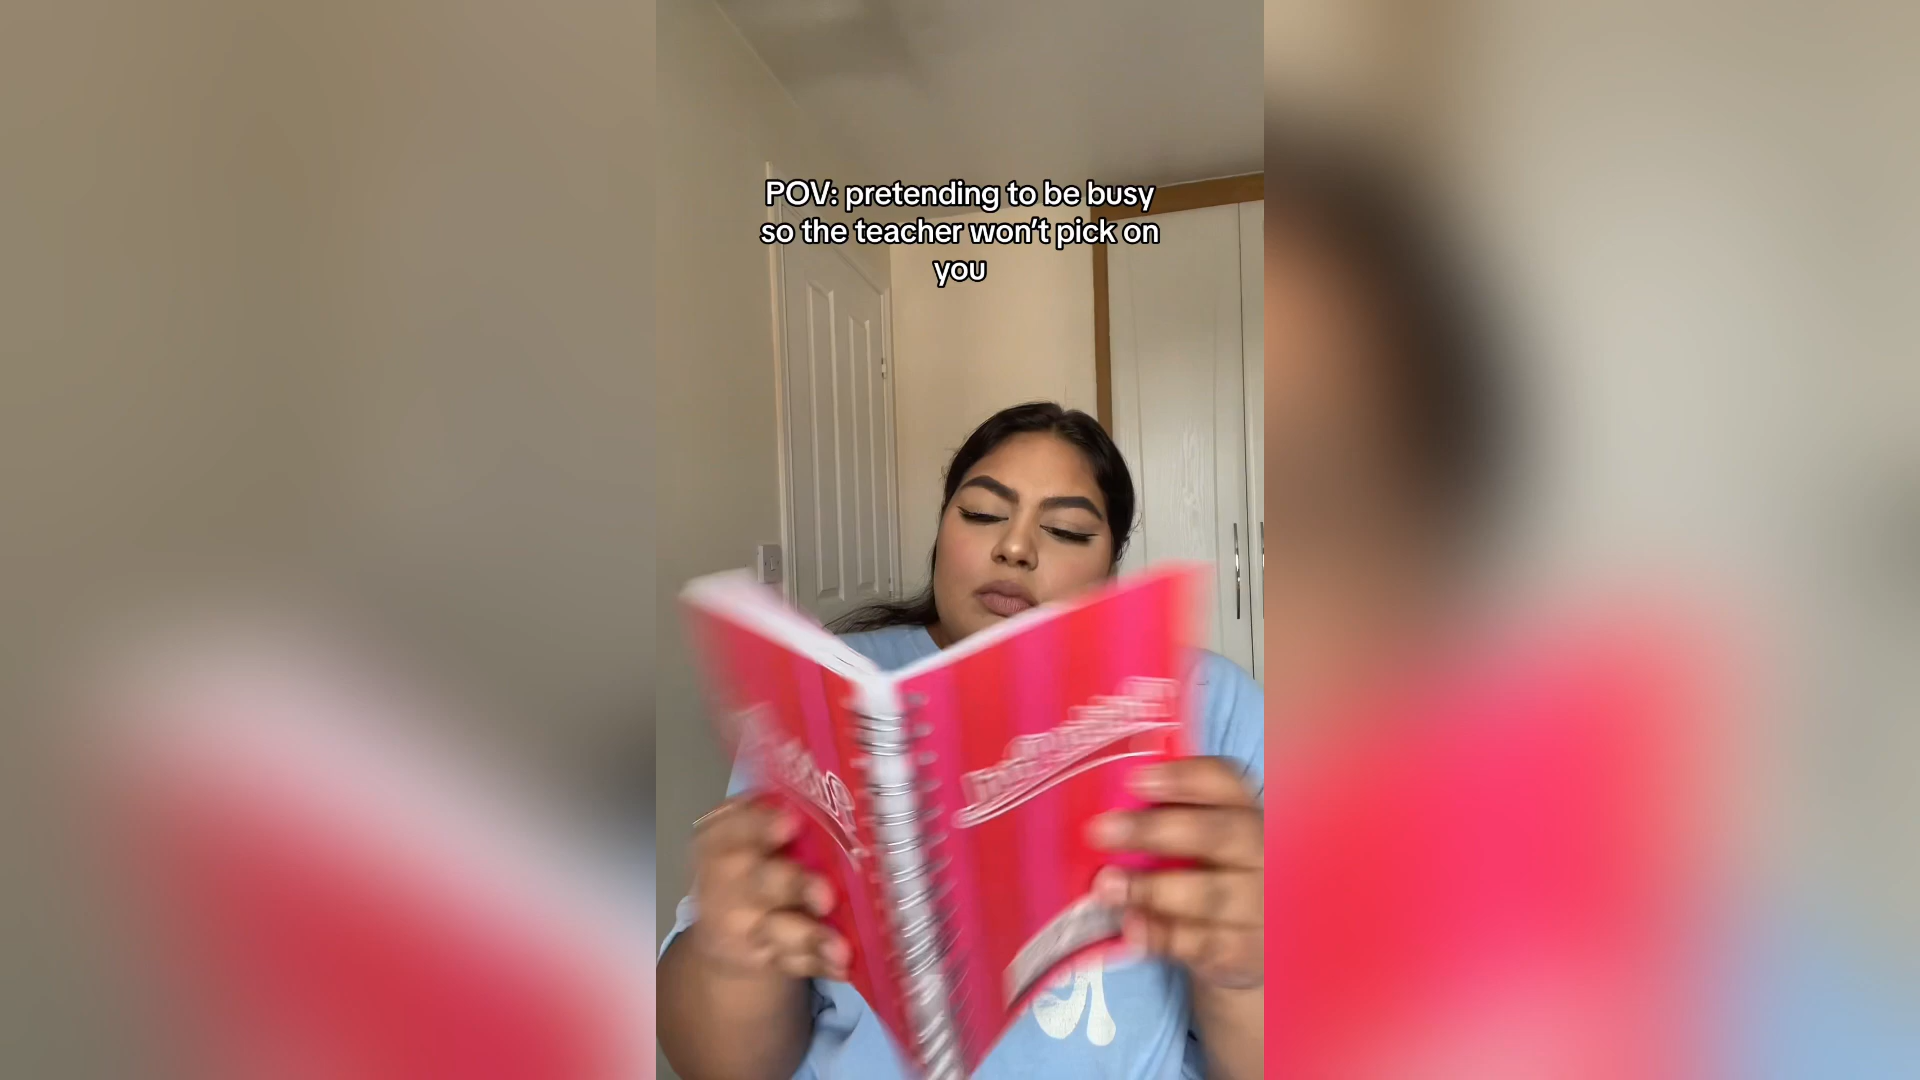 POV: pretending to be busy
so the teacher won’t pick on
you